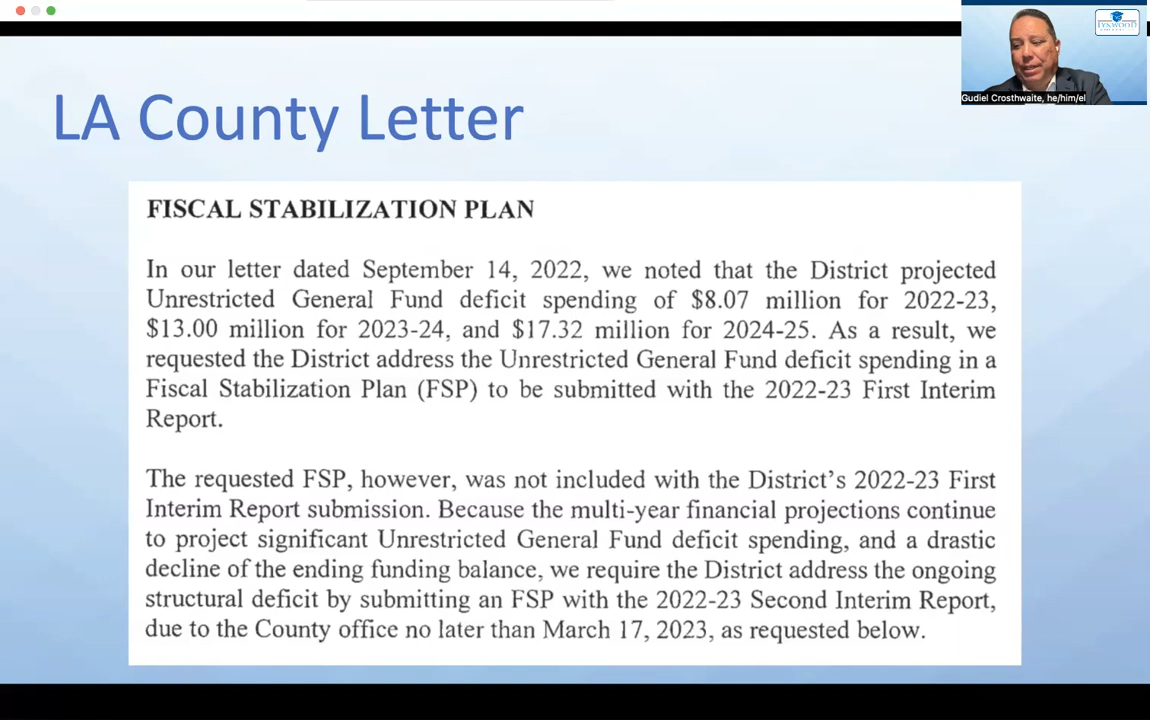 LYNWOOD
Gudiel Crosthwaite, he/him/el
LA County Letter
FISCAL STABILIZATION PLAN
In our letter dated September 14, 2022, we noted that the District projected
Unrestricted General Fund deficit spending of $8.07 million for 2022-23,
$13.00 million for 2023-24, and $17.32 million for 2024-25. As a result, we
requested the District address the Unrestricted General Fund deficit spending in a
Fiscal Stabilization Plan (FSP) to be submitted with the 2022-23 First Interim
Report.
The requested FSP, however, was not included with the District’s 2022-23 First
Interim Report submission. Because the multi-year financial projections continue
to project significant Unrestricted General Fund deficit spending, and a drastic
decline of the ending funding balance, we require the District address the ongoing
structural deficit by submitting an FSP with the 2022-23 Second Interim Report,
due to the County office no later than March 17, 2023, as requested below.